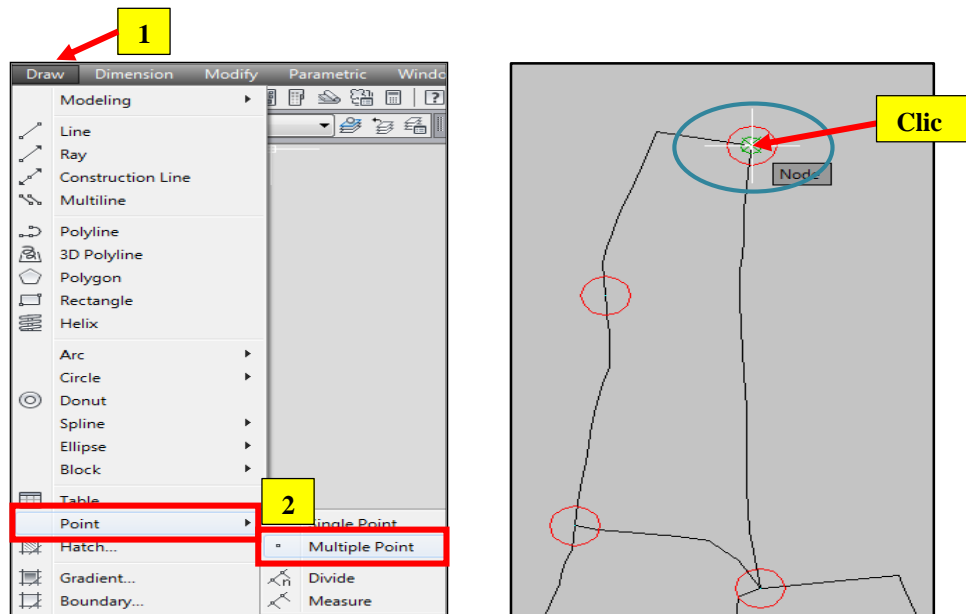 1
Draw Dimension Modify Parametric Windo
Modeling
Line
Ray
Construction Line
Multiline
Polyline
3D Polyline
Polygon
Rectangle
Helix
Arc
Circle
Donut
Spline
Ellipse
Block
Table
2
Point
Single Point
Hatch...
Multiple Point
Gradient...
Divide
Boundary...
Measure
Clic
Node